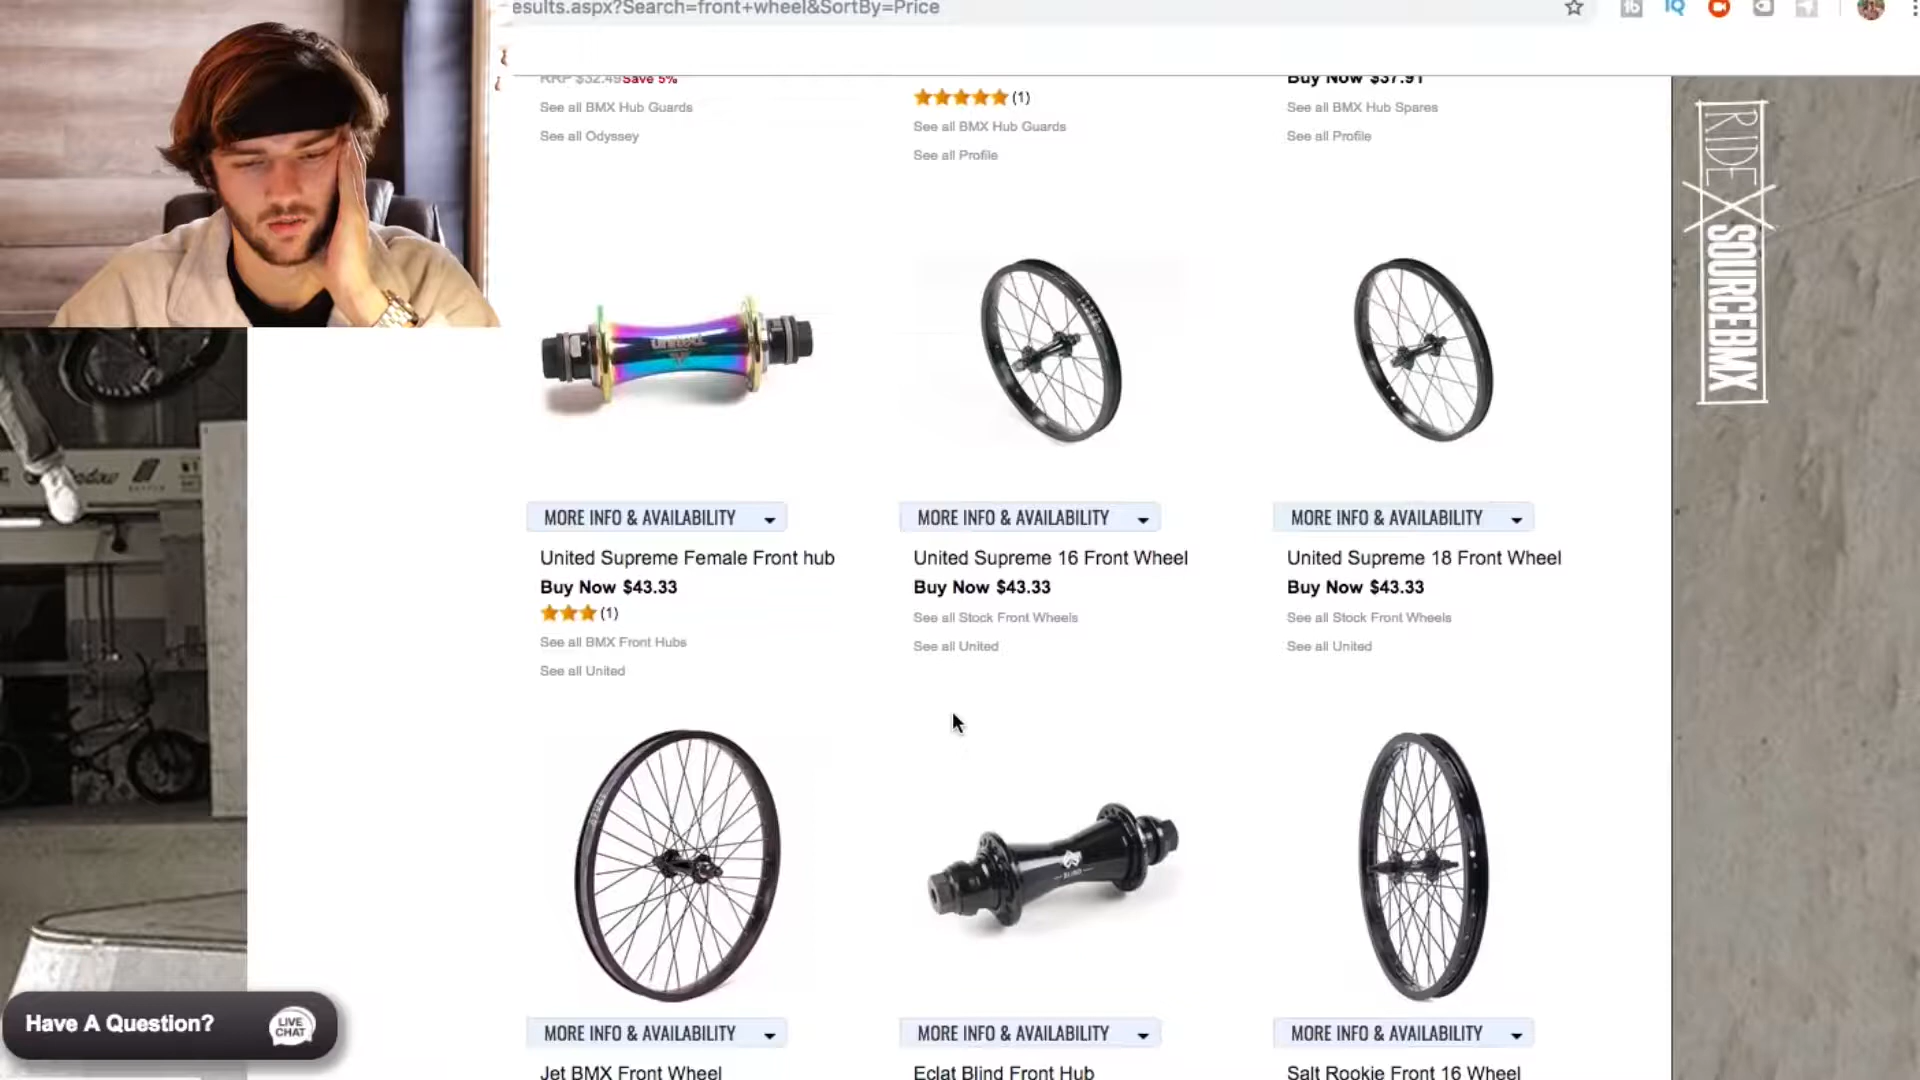 esults.aspx?Search=front+wheel&SortBy=Price
RRP $32.49 Save 5%
See all BMX Hub Guards
See all Odyssey
(1)
See all BMX Hub Guards
See all Profile
Buy Now $37.91
See all BMX Hub Spares
See all Profile
RIDE X SOURCEBMX
MORE INFO & AVAILABILITY
United Supreme Female Front hub
Buy Now $43.33
(1)
See all BMX Front Hubs
See all United
MORE INFO & AVAILABILITY
United Supreme 16 Front Wheel
Buy Now $43.33
See all Stock Front Wheels
See all United
MORE INFO & AVAILABILITY
United Supreme 18 Front Wheel
Buy Now $43.33
See all Stock Front Wheels
See all United
MORE INFO & AVAILABILITY
Jet BMX Front Wheel
MORE INFO & AVAILABILITY
Eclat Blind Front Hub
MORE INFO & AVAILABILITY
Salt Rookie Front 16 Wheel
Have A Question?
LIVE
CHAT